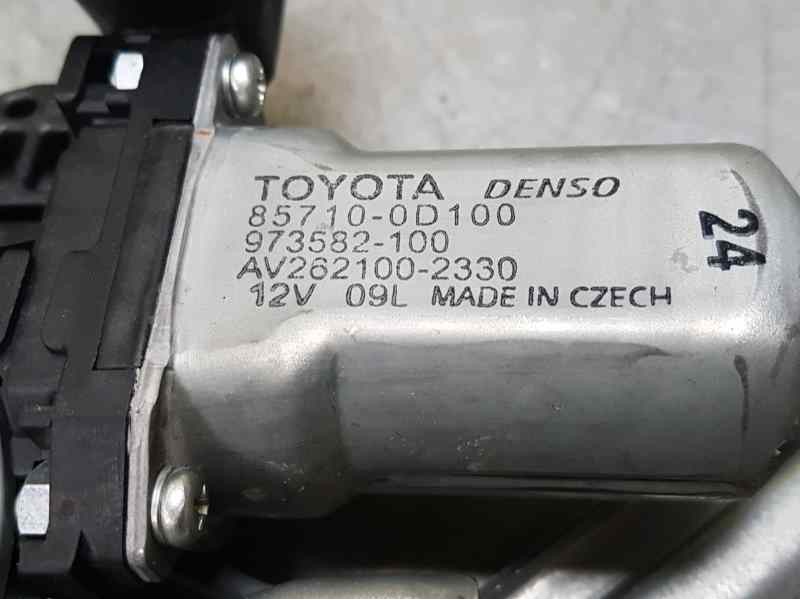 TOYOTA DENSO
85710-0D100
973582-100
AV262100-2330
12V 09L MADE IN CZECH
24